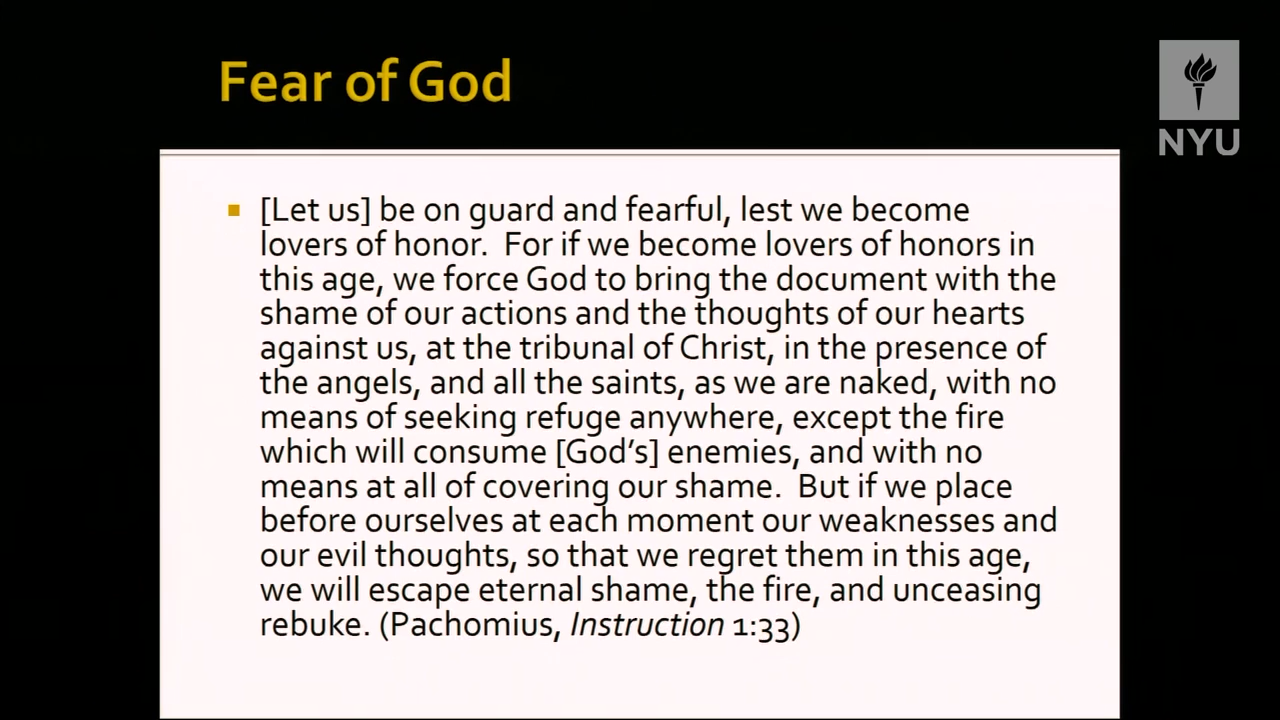 Fear of God
NYU
[Let us] be on guard and fearful, lest we become
lovers of honor.  For if we become lovers of honors in
this age, we force God to bring the document with the
shame of our actions and the thoughts of our hearts
against us, at the tribunal of Christ, in the presence of
the angels, and all the saints, as we are naked, with no
means of seeking refuge anywhere, except the fire
which will consume [God’s] enemies, and with no
means at all of covering our shame.  But if we place
before ourselves at each moment our weaknesses and
our evil thoughts, so that we regret them in this age,
we will escape eternal shame, the fire, and unceasing
rebuke. (Pachomius, Instruction 1:33)